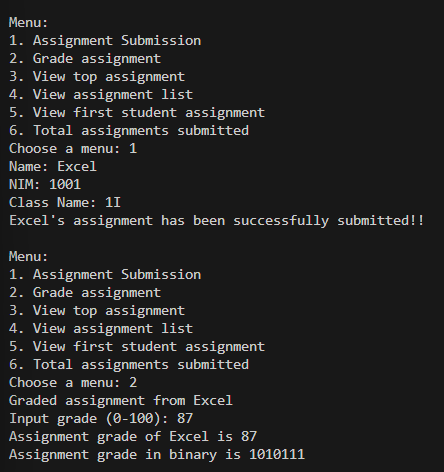 Menu:
1. Assignment Submission
2. Grade assignment
3. View top assignment
4. View assignment list
5. View first student assignment
6. Total assignments submitted
Choose a menu: 1
Name: Excel
NIM: 1001
Class Name: 1I
Excel's assignment has been successfully submitted!!

Menu:
1. Assignment Submission
2. Grade assignment
3. View top assignment
4. View assignment list
5. View first student assignment
6. Total assignments submitted
Choose a menu: 2
Graded assignment from Excel
Input grade (0-100): 87
Assignment grade of Excel is 87
Assignment grade in binary is 1010111